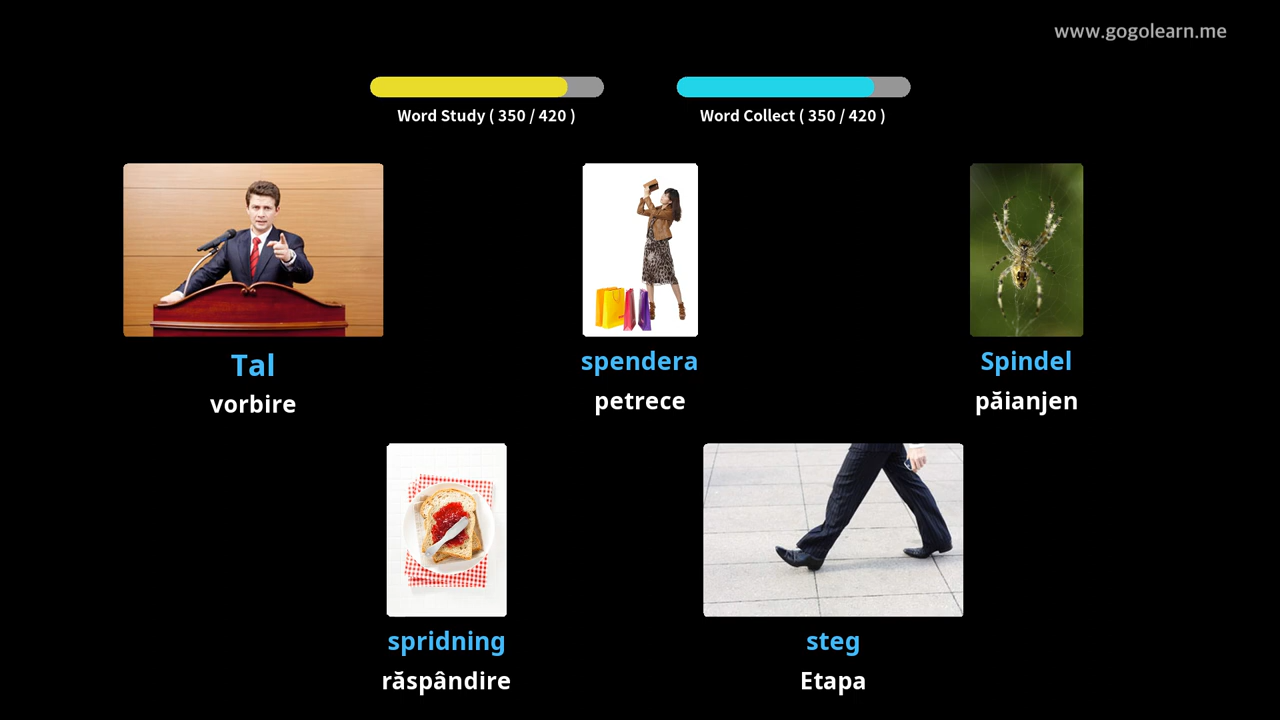 www.gogolearn.me
Word Study ( 350 / 420 )
Word Collect ( 350 / 420 )
Tal
vorbire
spendera
petrece
Spindel
păianjen
spridning
răspândire
steg
Etapa